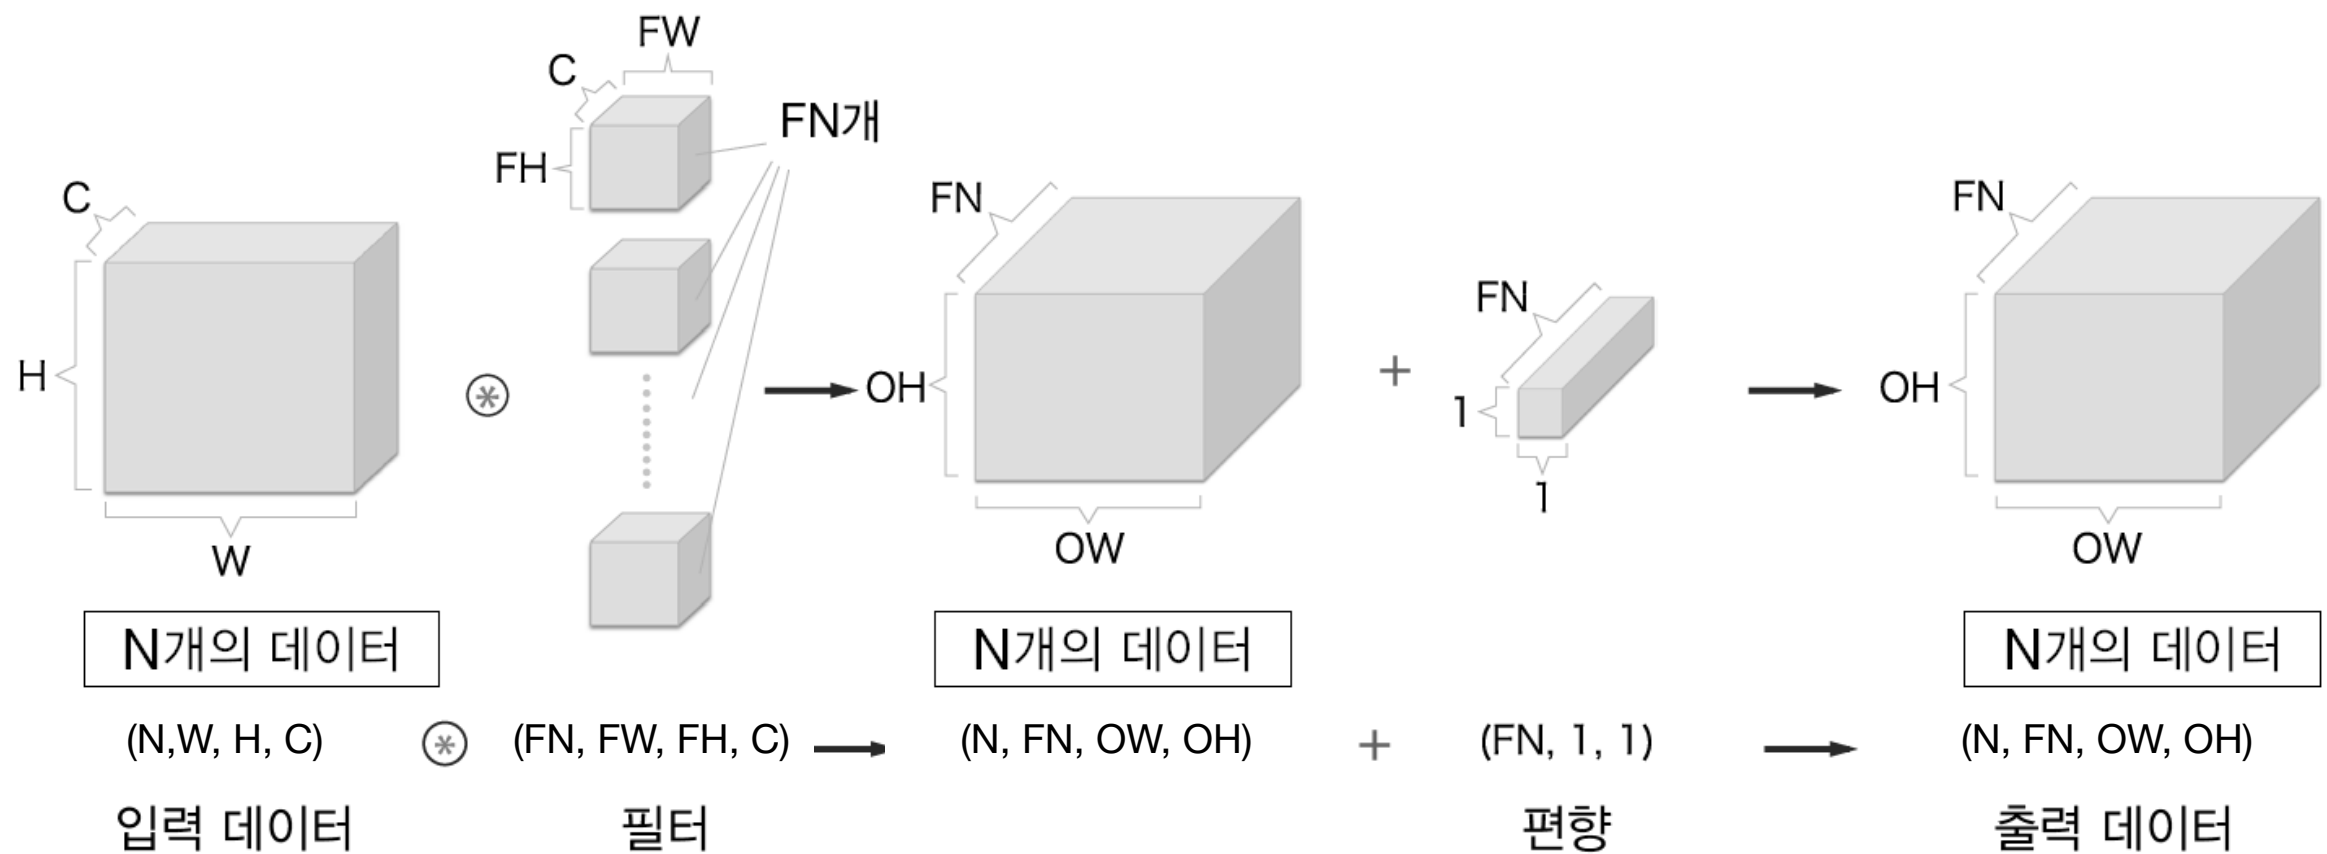 FW
C
FN개
FH
C
H
W
FN
OH
OW
FN
1
1
FN
OH
OW
+
N개의 데이터
N개의 데이터
N개의 데이터
(N,W, H, C) ⊛ (FN, FW, FH, C) → (N, FN, OW, OH) + (FN, 1, 1) → (N, FN, OW, OH)
입력 데이터
필터
편향
출력 데이터